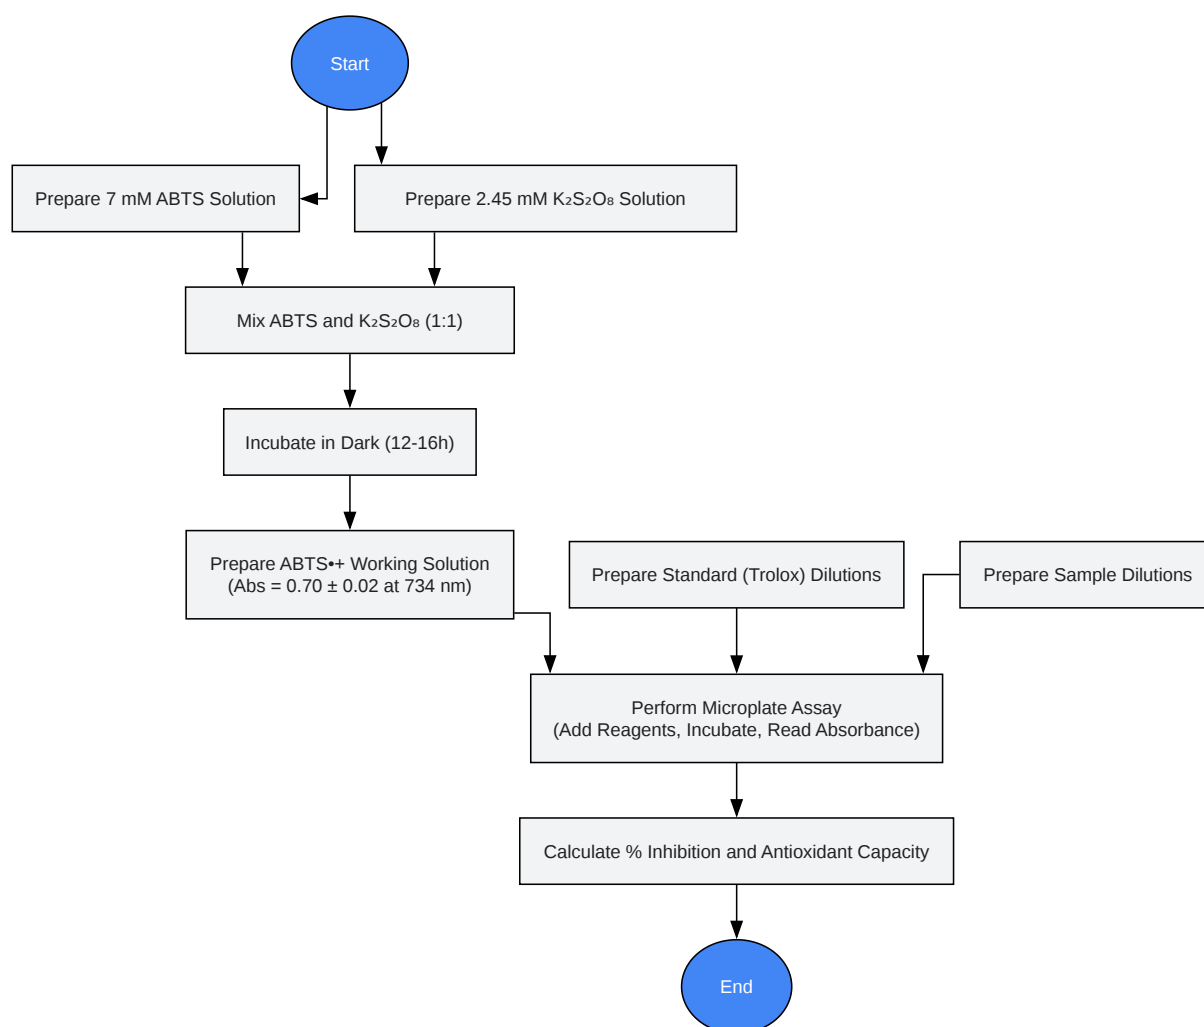 Start
Prepare 7 mM ABTS Solution
Prepare 2.45 mM K₂S₂O₈ Solution
Mix ABTS and K₂S₂O₈ (1:1)
Incubate in Dark (12-16h)
Prepare ABTS•+ Working Solution
(Abs = 0.70 ± 0.02 at 734 nm)
Prepare Standard (Trolox) Dilutions
Prepare Sample Dilutions
Perform Microplate Assay
(Add Reagents, Incubate, Read Absorbance)
Calculate % Inhibition and Antioxidant Capacity
End